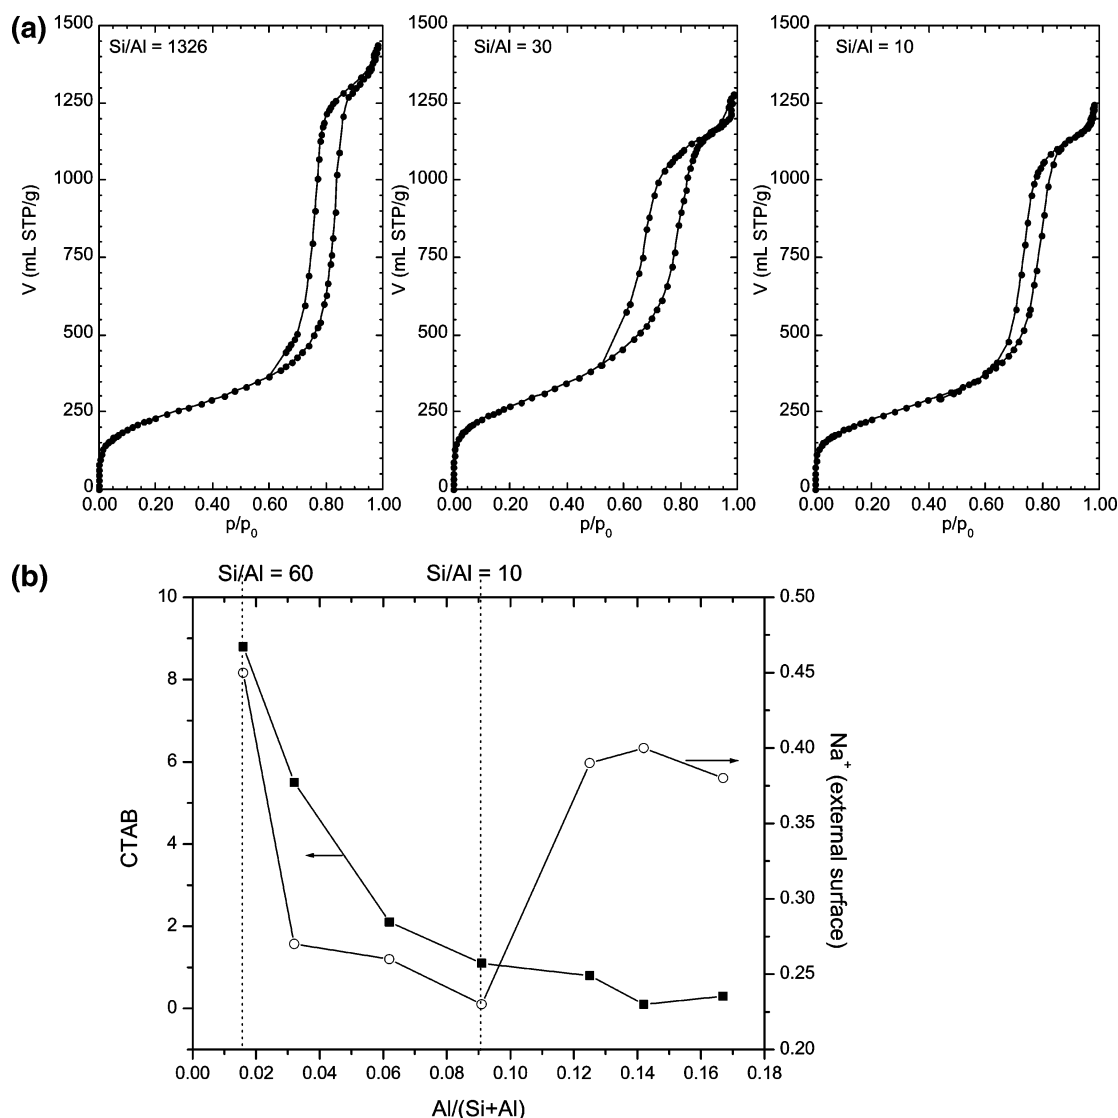 (a)
Si/Al = 1326
Si/Al = 30
Si/Al = 10
1500
1250
1000
750
500
250
0
V (mL STP/g)
0.00 0.20 0.40 0.60 0.80 1.00
p/p0
1500
1250
1000
750
500
250
0
V (mL STP/g)
0.00 0.20 0.40 0.60 0.80 1.00
p/p0
1500
1250
1000
750
500
250
0
V (mL STP/g)
0.00 0.20 0.40 0.60 0.80 1.00
p/p0
(b)
Si/Al = 60
Si/Al = 10
10
8
6
4
2
0
CTAB
0.50
0.45
0.40
0.35
0.30
0.25
0.20
Na+ (external surface)
0.00 0.02 0.04 0.06 0.08 0.10 0.12 0.14 0.16 0.18
Al/(Si+Al)